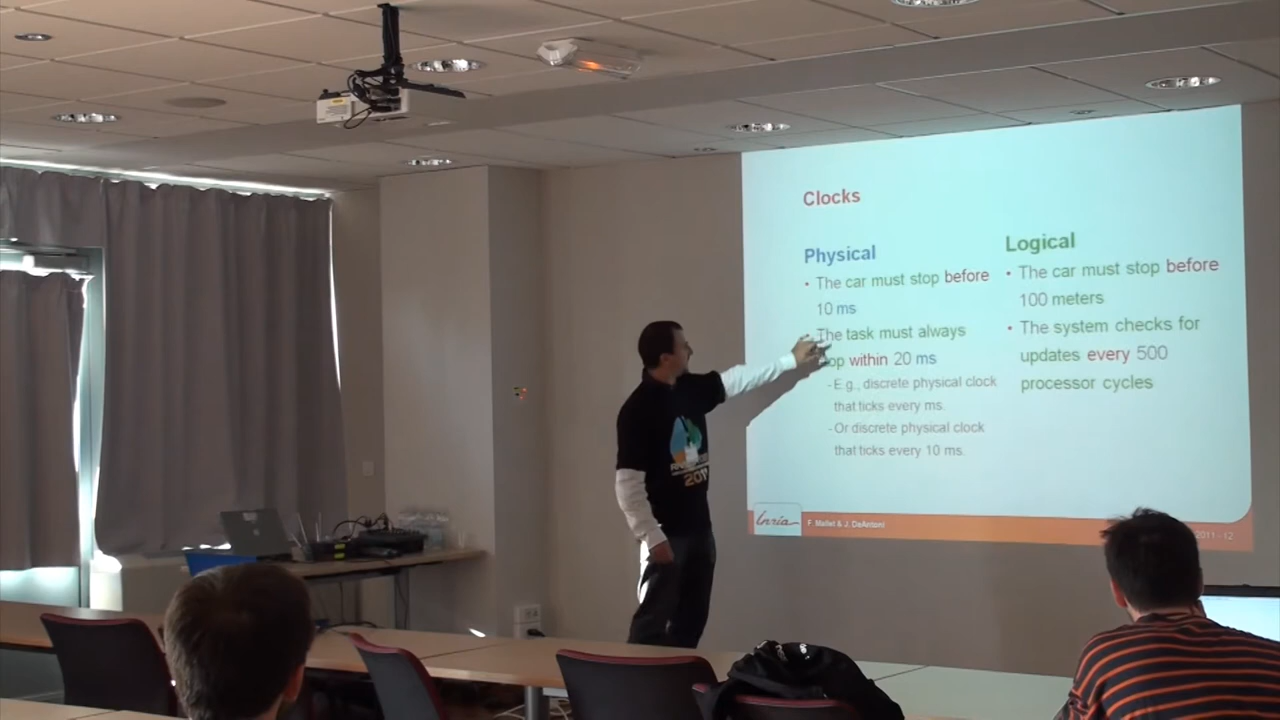 Clocks
Physical
• The car must stop before
10 ms
The task must always
within 20 ms
- E.g., discrete physical clock
that ticks every ms.
- Or discrete physical clock
that ticks every 10 ms.
Logical
• The car must stop before
100 meters
• The system checks for
updates every 500
processor cycles
Inria
F. Mallet & J. DeAntoni
2011 - 12